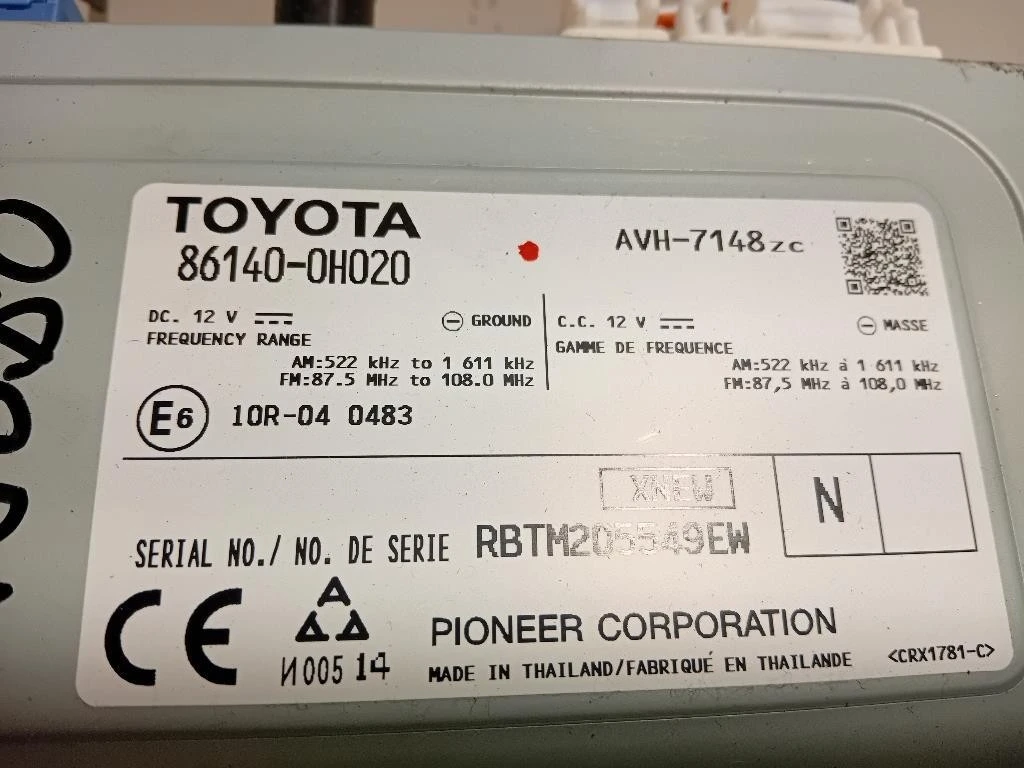 TOYOTA
86140-0H020
AVH-7148zc
DC. 12 V
GROUND
FREQUENCY RANGE
AM:522 kHz to 1 611 kHz
FM:87.5 MHz to 108.0 MHz
C.C. 12 V
MASSE
GAMME DE FREQUENCE
AM:522 kHz à 1 611 kHz
FM:87,5 MHz à 108,0 MHz
E6 10R-04 0483
XNEW
N
SERIAL NO./ NO. DE SERIE RBTM205549EW
CE
И005 14
PIONEER CORPORATION
MADE IN THAILAND/FABRIQUÉ EN THAILANDE
<CRX1781-C>